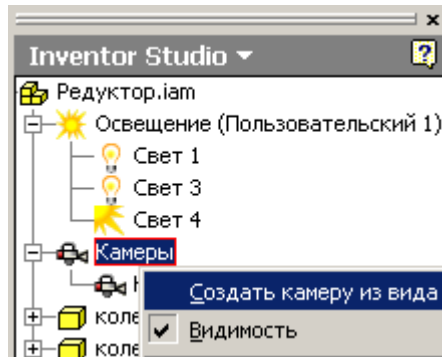 Inventor Studio
Редуктор.iam
Освещение (Пользовательский 1)
Свет 1
Свет 3
Свет 4
Камеры
Создать камеру из вида
Видимость